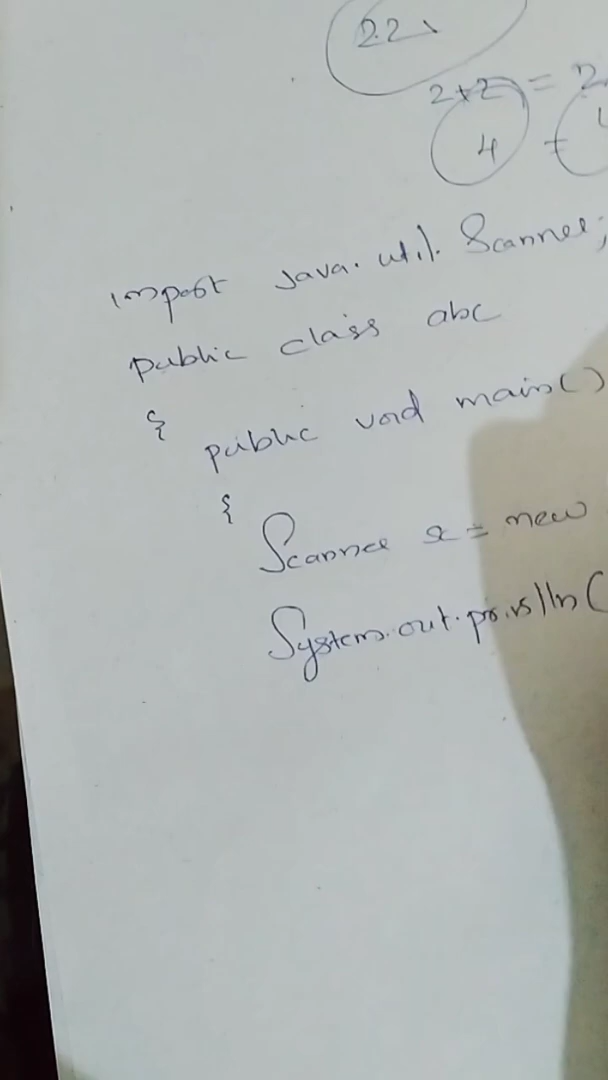 22
2+2 = 2
4 =
import java.util.Scanner;
public class abc
{
public void main()
{
Scanner x = new
System.out.println(